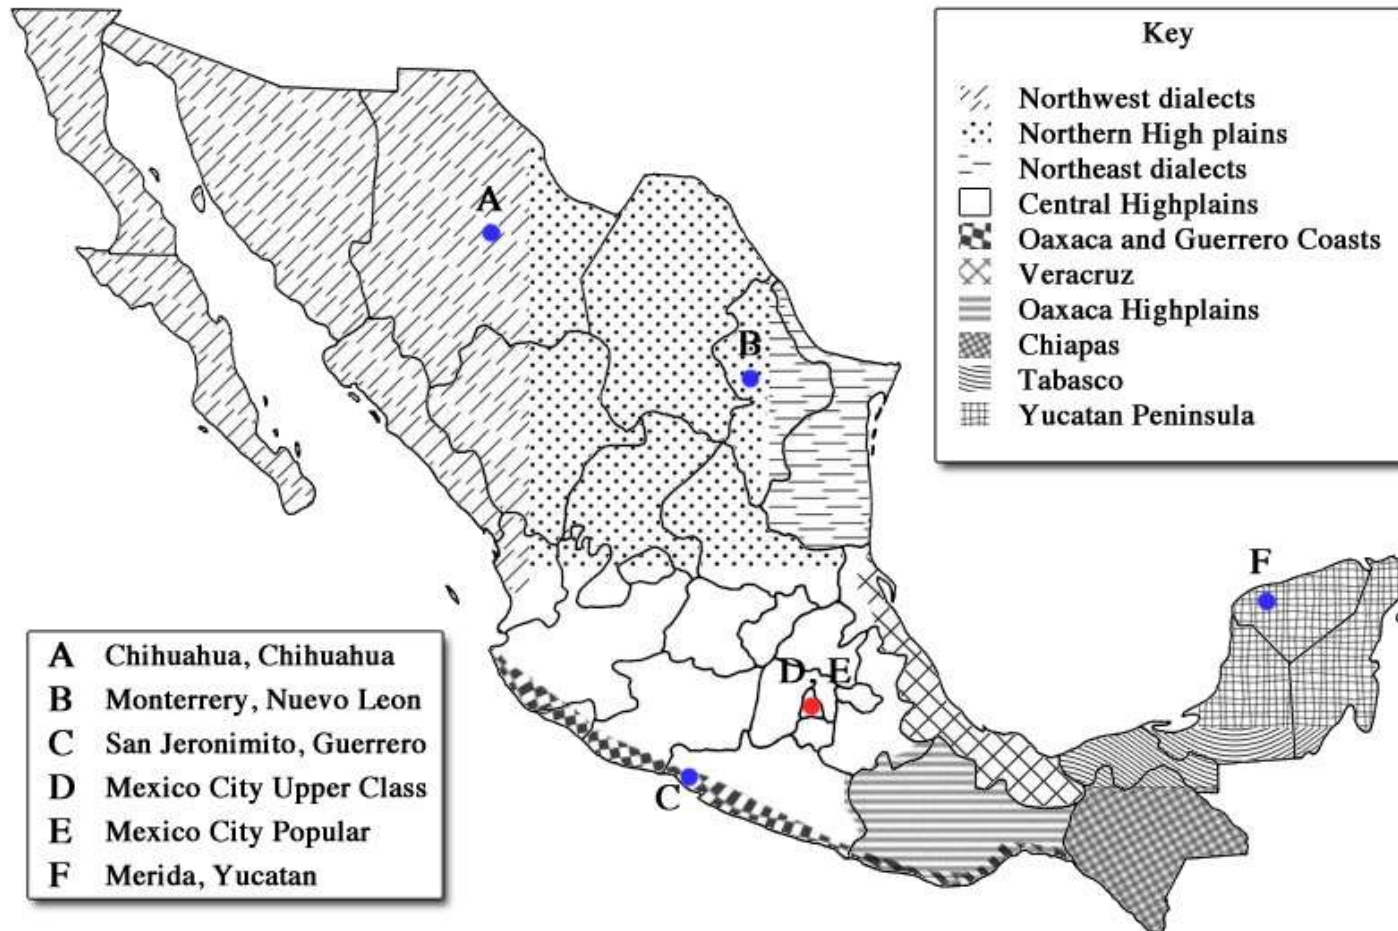 Key
Northwest dialects
Northern High plains
Northeast dialects
Central Highplains
Oaxaca and Guerrero Coasts
Veracruz
Oaxaca Highplains
Chiapas
Tabasco
Yucatan Peninsula
A
B
F
D, E
C
A Chihuahua, Chihuahua
B Monterrery, Nuevo Leon
C San Jeronimito, Guerrero
D Mexico City Upper Class
E Mexico City Popular
F Merida, Yucatan